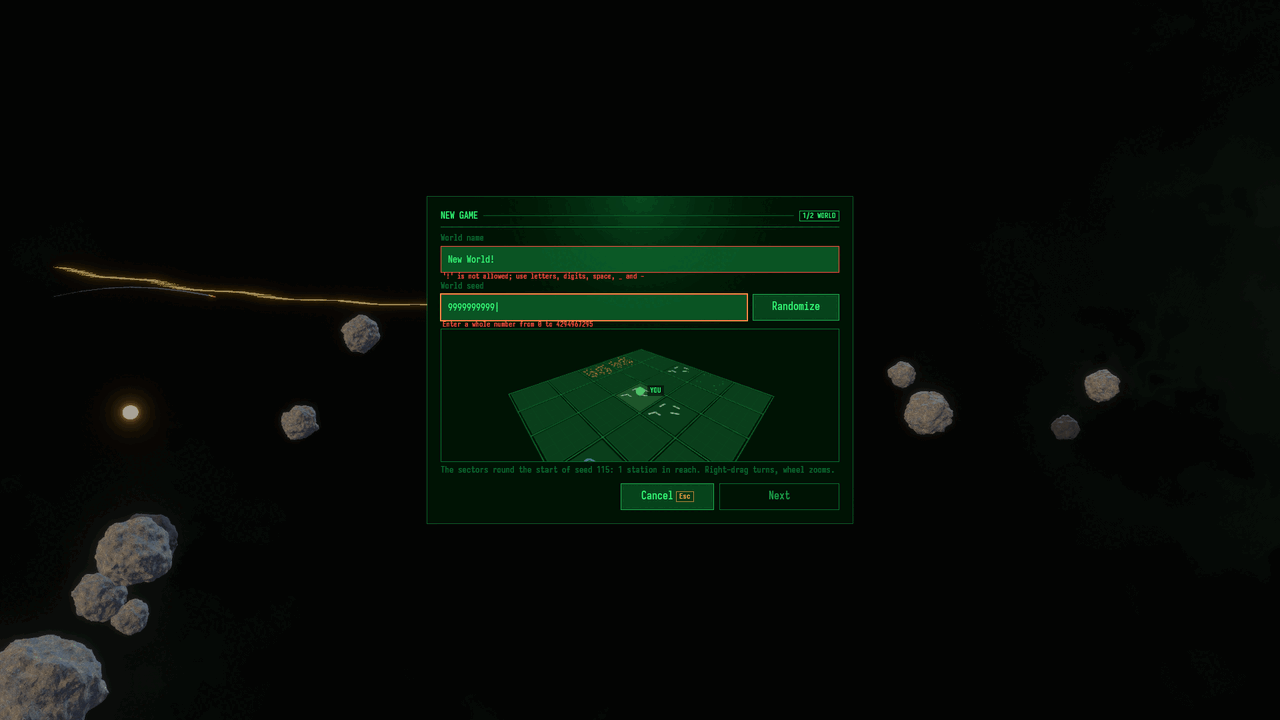 NEW GAME
1/2 WORLD
World name
New World!
'!' is not allowed; use letters, digits, space, _ and -
World seed
9999999999
Randomize
Enter a whole number from 0 to 4294967295
YOU
The sectors round the start of seed 115: 1 station in reach. Right-drag turns, wheel zooms.
Cancel Esc
Next